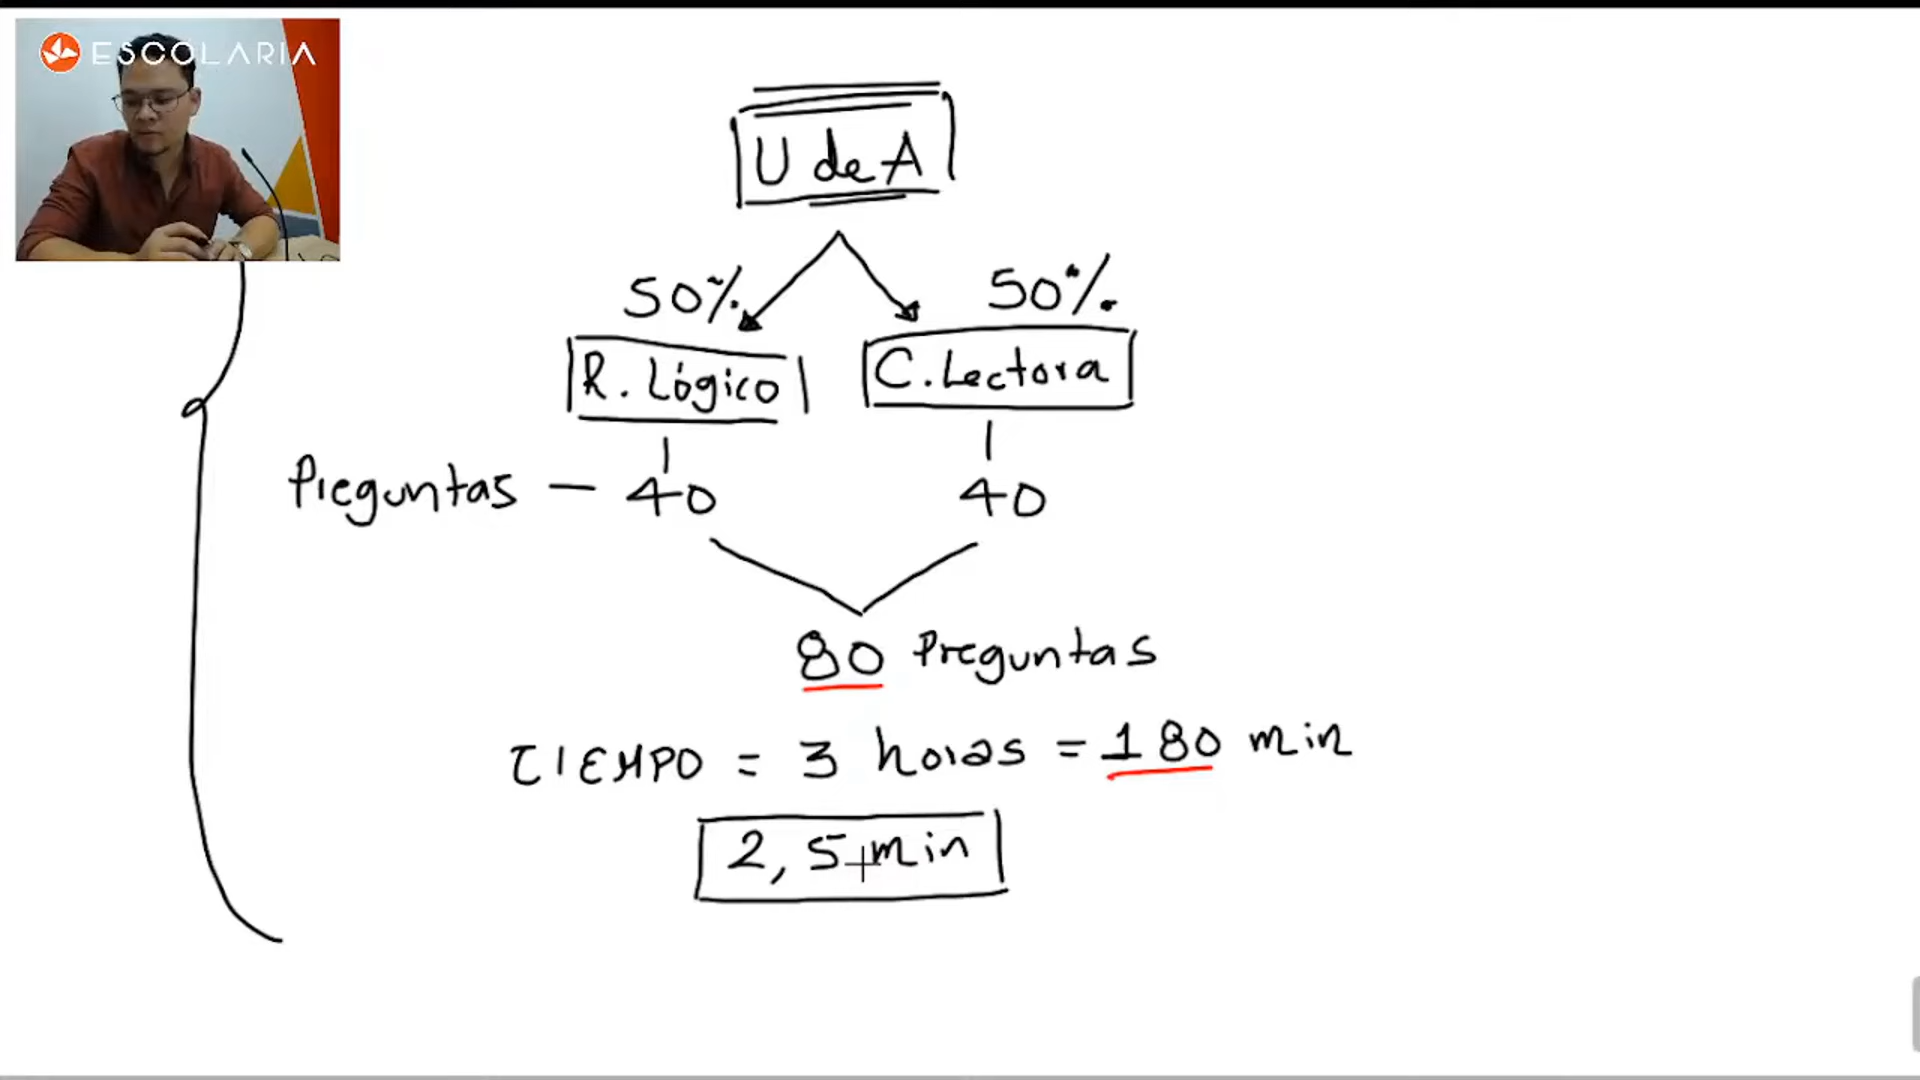 ESCOLARIA
U de A
50% 50%
R. Lógico C. Lectora
Preguntas - 40 40
80 Preguntas
TIEMPO = 3 horas = 180 min
2,5 min